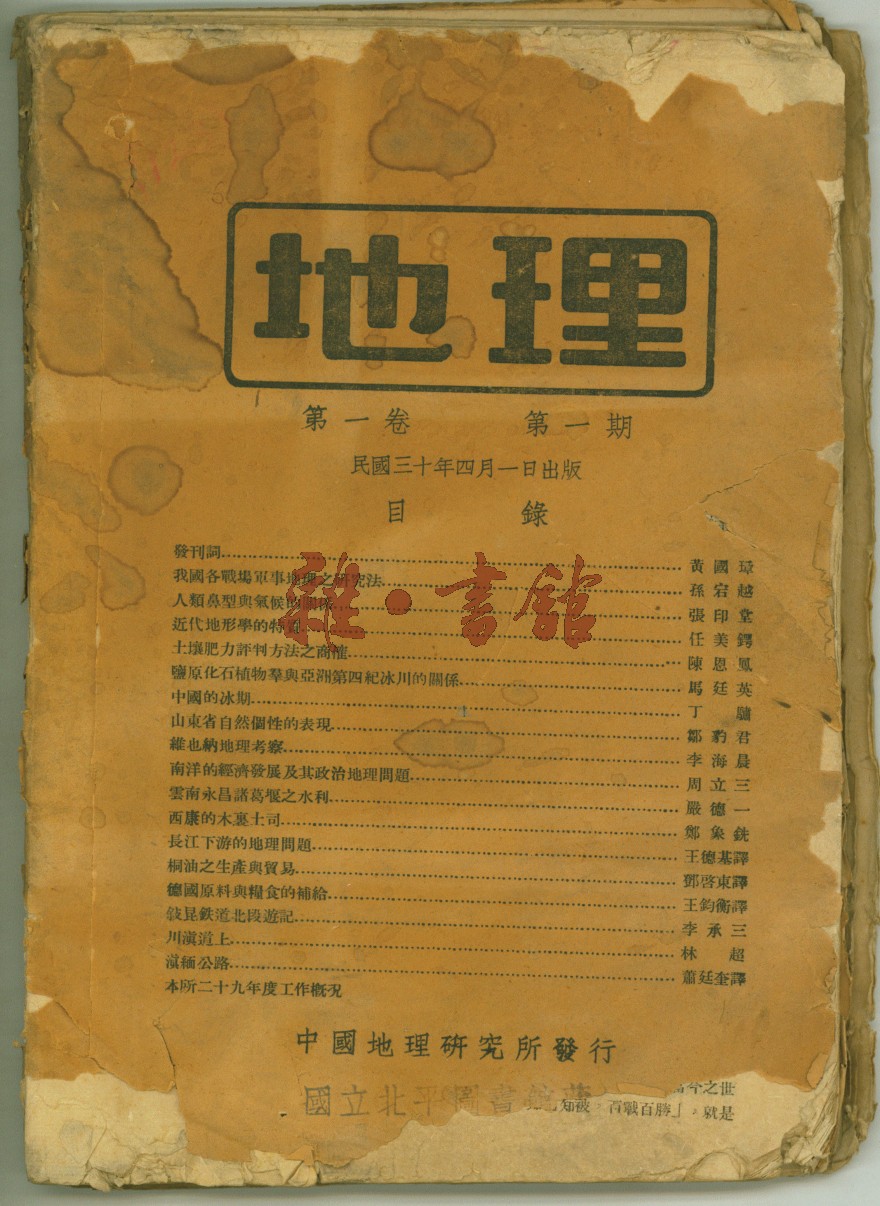 地理
第一卷 第一期
民國三十年四月一日出版
目錄
發刊詞……黃國璋
我國各戰場軍事地理之研究法……孫宕越
人類鼻型與氣候的關係……張印堂
近代地形學的特質……任美鍔
土壤肥力評判方法之商榷……陳恩鳳
鹽原化石植物羣與亞洲第四紀冰川的關係……馬廷英
中國的冰期……丁驌
山東省自然個性的表現……鄒豹君
維也納地理考察……李海晨
南洋的經濟發展及其政治地理問題……周立三
雲南永昌諸葛堰之水利……嚴德一
西康的木裏土司……鄭象銑
長江下游的地理問題……王德基譯
桐油之生產與貿易……鄧啓東譯
德國原料與糧食的補給……王鈞衡譯
敍昆鉄道北段遊記……李承三
川滇道上……林超
滇緬公路……蕭廷奎譯
本所二十九年度工作概況
雜·書館
中國地理研究所發行
國立北平圖書館藏
當今之世
知彼 百戰百勝」，就是